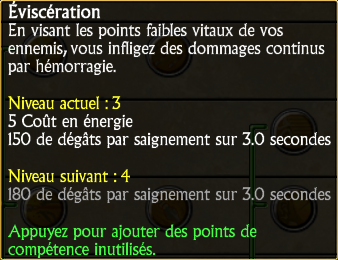 Éviscération
En visant les points faibles vitaux de vos
ennemis, vous infligez des dommages continus
par hémorragie.
Niveau actuel : 3
5 Coût en énergie
150 de dégâts par saignement sur 3.0 secondes
Niveau suivant : 4
180 de dégâts par saignement sur 3.0 secondes
Appuyez pour ajouter des points de
compétence inutilisés.